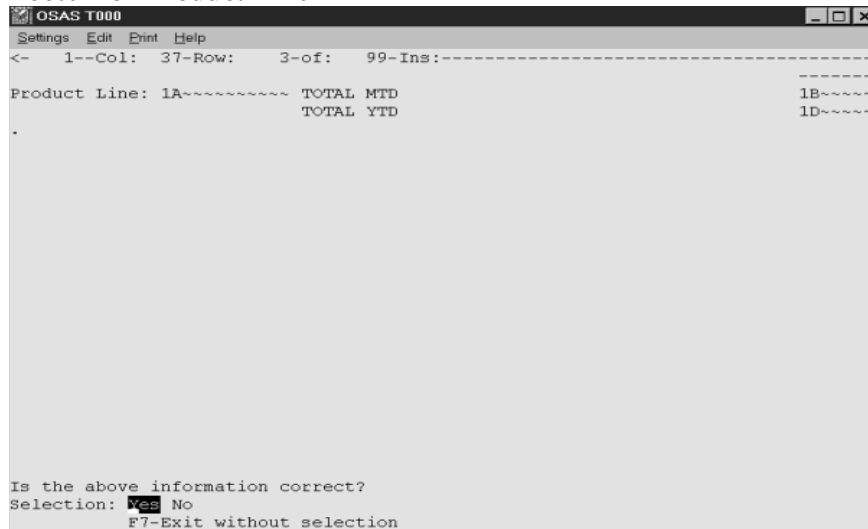 OSAS T000
Settings Edit Print Help
<- 1--Col: 37-Row: 3-of: 99-Ins:----------------------------------------
-------
Product Line: 1A~~~~~~~~~~ TOTAL MTD 1B~~~~~
TOTAL YTD 1D~~~~~
.
Is the above information correct?
Selection: Yes No
F7-Exit without selection